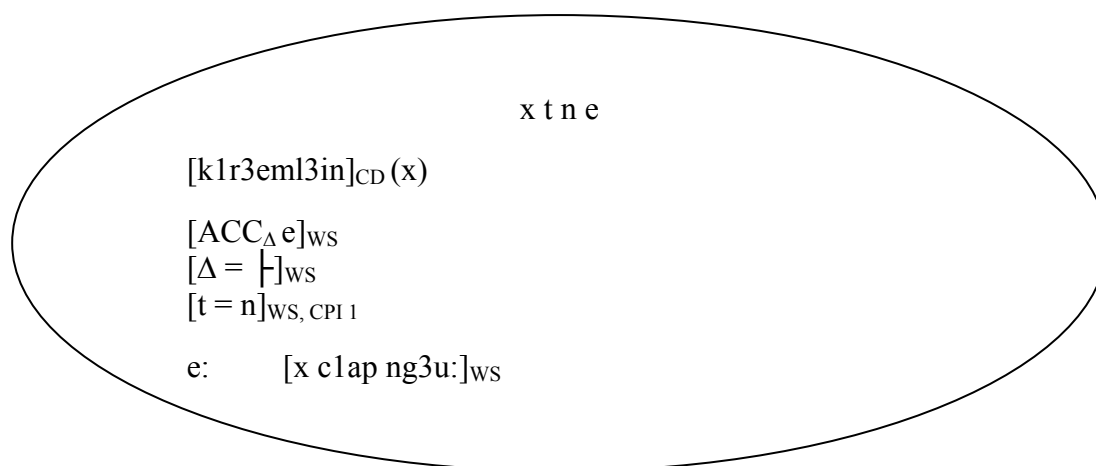 x t n e
[k1r3eml3in]CD (x)
[ACCΔ e]WS
[Δ = ├]WS
[t = n]WS, CPI 1
e: [x c1ap ng3u:]WS